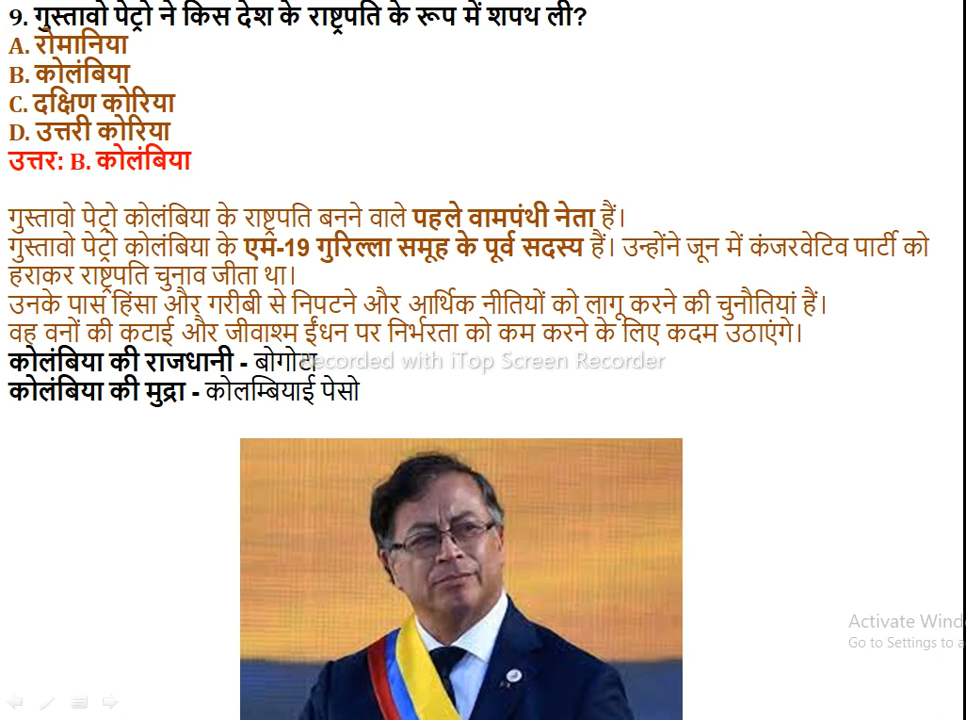 9. गुस्तावो पेट्रो ने किस देश के राष्ट्रपति के रूप में शपथ ली?
A. रोमानिया
B. कोलंबिया
C. दक्षिण कोरिया
D. उत्तरी कोरिया
उत्तर: B. कोलंबिया
गुस्तावो पेट्रो कोलंबिया के राष्ट्रपति बनने वाले पहले वामपंथी नेता हैं।
गुस्तावो पेट्रो कोलंबिया के एम-19 गुरिल्ला समूह के पूर्व सदस्य हैं। उन्होंने जून में कंजरवेटिव पार्टी को
हराकर राष्ट्रपति चुनाव जीता था।
उनके पास हिंसा और गरीबी से निपटने और आर्थिक नीतियों को लागू करने की चुनौतियां हैं।
वह वनों की कटाई और जीवाश्म ईंधन पर निर्भरता को कम करने के लिए कदम उठाएंगे।
कोलंबिया की राजधानी - बोगोटा
Recorded with iTop Screen Recorder
कोलंबिया की मुद्रा - कोलम्बियाई पेसो
Activate Wind
Go to Settings to a